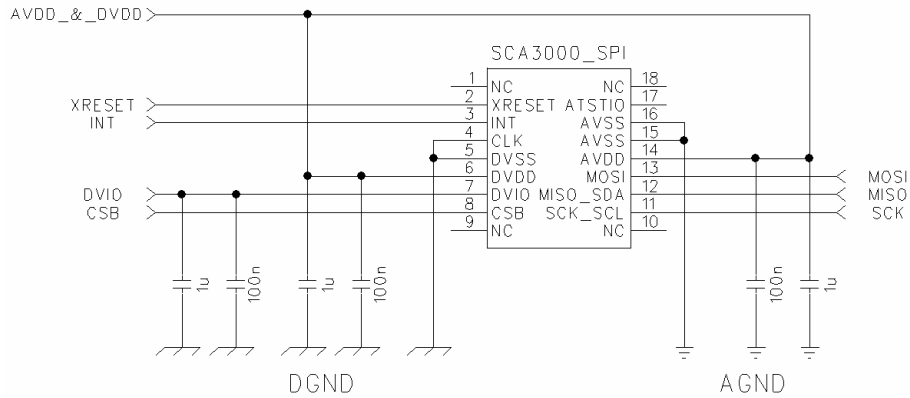 AVDD_&_DVDD
SCA3000_SPI
1 NC NC 18
XRESET 2 XRESET ATSTIO 17
INT 3 INT AVSS 16
4 CLK AVSS 15
5 DVSS AVDD 14
6 DVDD MOSI 13 MOSI
DVIO 7 DVIO MISO_SDA 12 MISO
CSB 8 CSB SCK_SCL 11 SCK
9 NC NC 10
1u 100n 1u 100n 100n 1u
DGND AGND